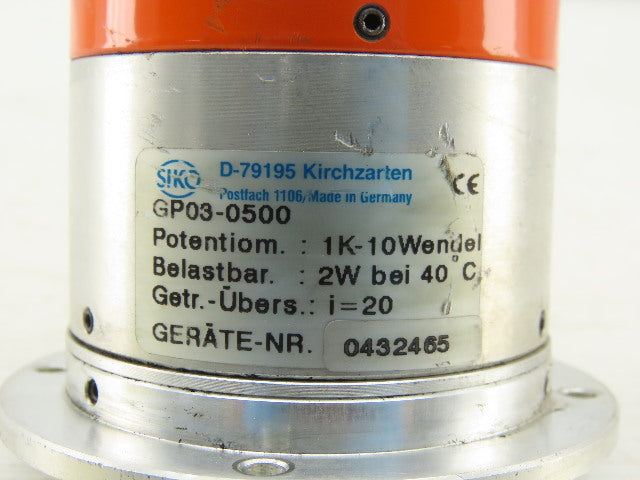 SIKO
D-79195 Kirchzarten
Postfach 1106/Made in Germany
CE
GP03-0500
Potentiom. : 1K-10Wendel
Belastbar. : 2W bei 40°C
Getr.-Übers.: i=20
GERÄTE-NR. 0432465